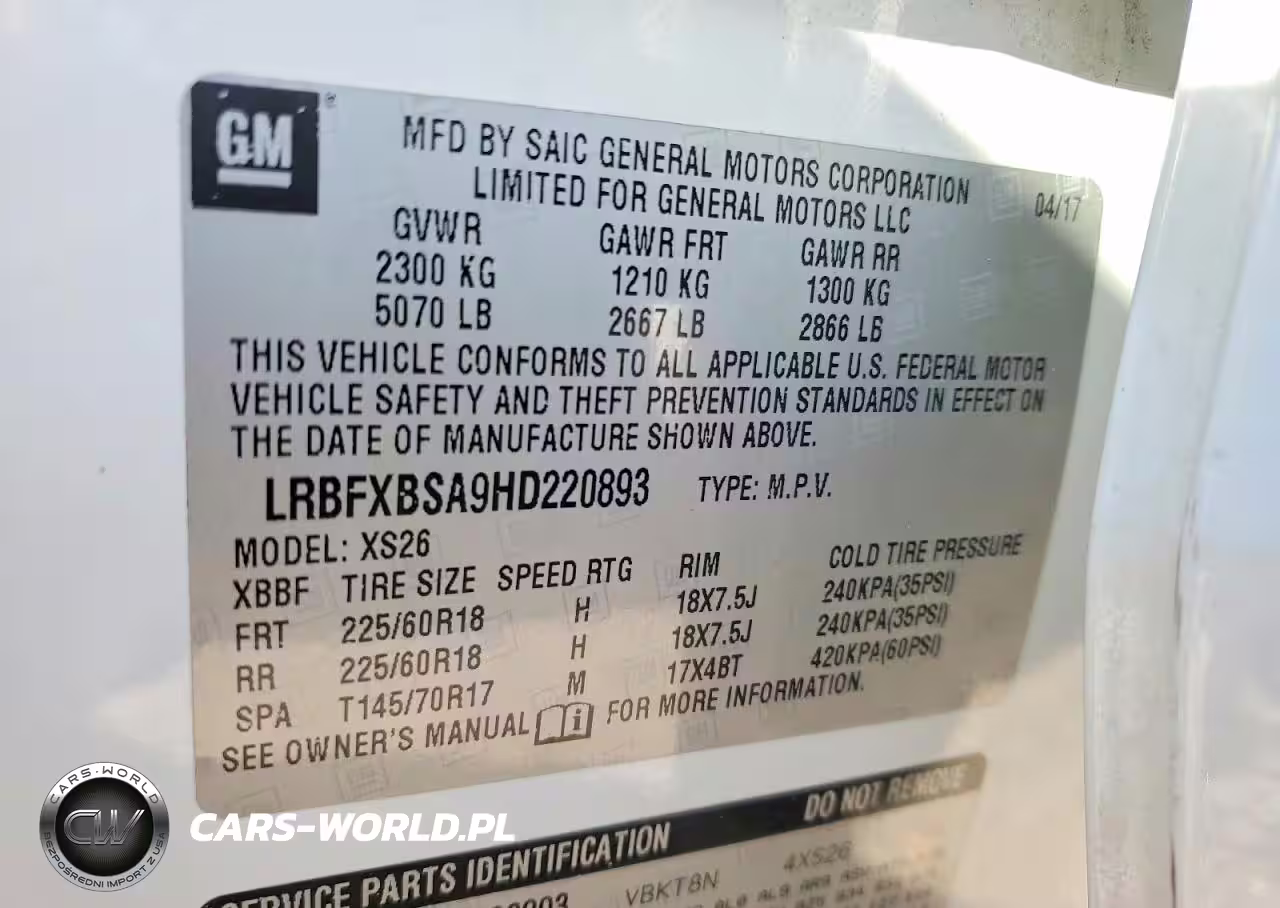 GM
MFD BY SAIC GENERAL MOTORS CORPORATION
LIMITED FOR GENERAL MOTORS LLC
04/17
GVWR GAWR FRT GAWR RR
2300 KG 1210 KG 1300 KG
5070 LB 2667 LB 2866 LB
THIS VEHICLE CONFORMS TO ALL APPLICABLE U.S. FEDERAL MOTOR
VEHICLE SAFETY AND THEFT PREVENTION STANDARDS IN EFFECT ON
THE DATE OF MANUFACTURE SHOWN ABOVE.
LRBFXBSA9HD220893 TYPE: M.P.V.
MODEL: XS26
XBBF TIRE SIZE SPEED RTG RIM COLD TIRE PRESSURE
FRT 225/60R18 H 18X7.5J 240KPA(35PSI)
RR 225/60R18 H 18X7.5J 240KPA(35PSI)
SPA T145/70R17 M 17X4BT 420KPA(60PSI)
SEE OWNER'S MANUAL FOR MORE INFORMATION.
SERVICE PARTS IDENTIFICATION DO NOT REMOVE
VBKT8N 4XS26
CARS-WORLD
CW
BEZPOŚREDNI IMPORT Z USA
CARS-WORLD.PL